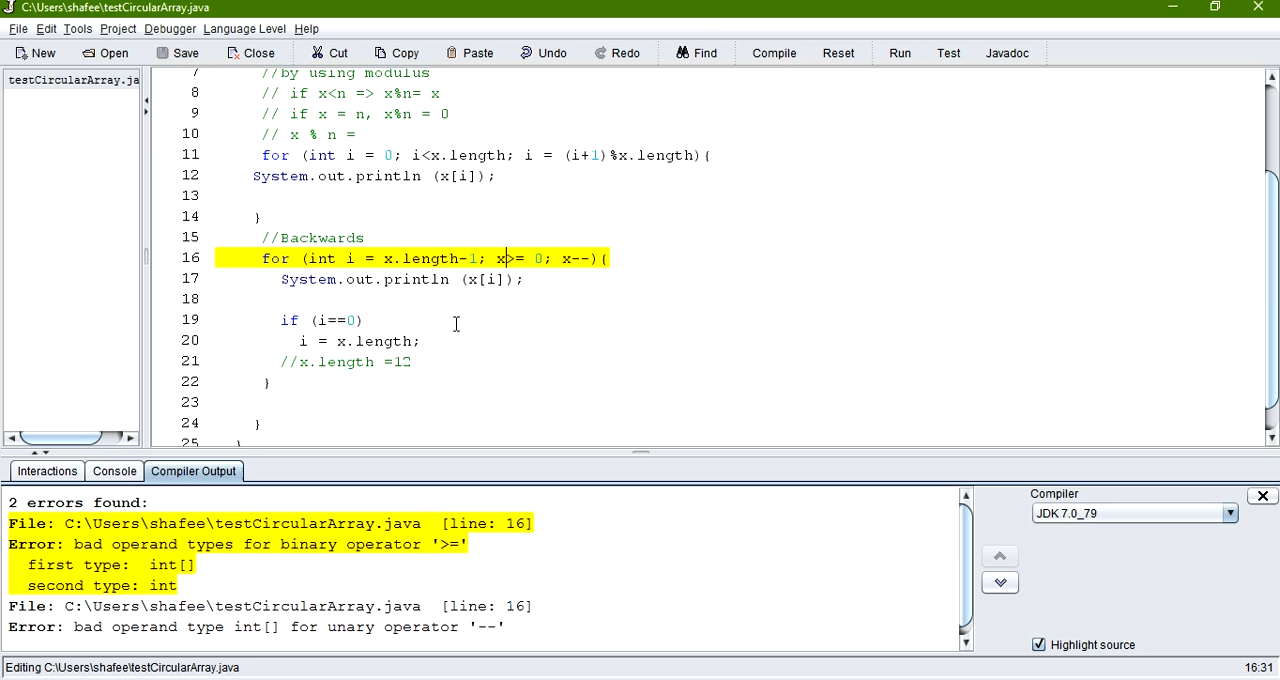 C:\Users\shafee\testCircularArray.java
File Edit Tools Project Debugger Language Level Help
New Open Save Close Cut Copy Paste Undo Redo Find Compile Reset Run Test Javadoc
testCircularArray.ja
7 //by using modulus
8 // if x<n => x%n= x
9 // if x = n, x%n = 0
10 // x % n =
11 for (int i = 0; i<x.length; i = (i+1)%x.length){
12 System.out.println (x[i]);
13
14 }
15 //Backwards
16 for (int i = x.length-1; x>= 0; x--){
17 System.out.println (x[i]);
18
19 if (i==0)
20 i = x.length;
21 //x.length =12
22 }
23
24 }
25 }
Interactions Console Compiler Output
2 errors found:
File: C:\Users\shafee\testCircularArray.java [line: 16]
Error: bad operand types for binary operator '>='
first type: int[]
second type: int
File: C:\Users\shafee\testCircularArray.java [line: 16]
Error: bad operand type int[] for unary operator '--'
Compiler
JDK 7.0_79
Highlight source
Editing C:\Users\shafee\testCircularArray.java
16:31